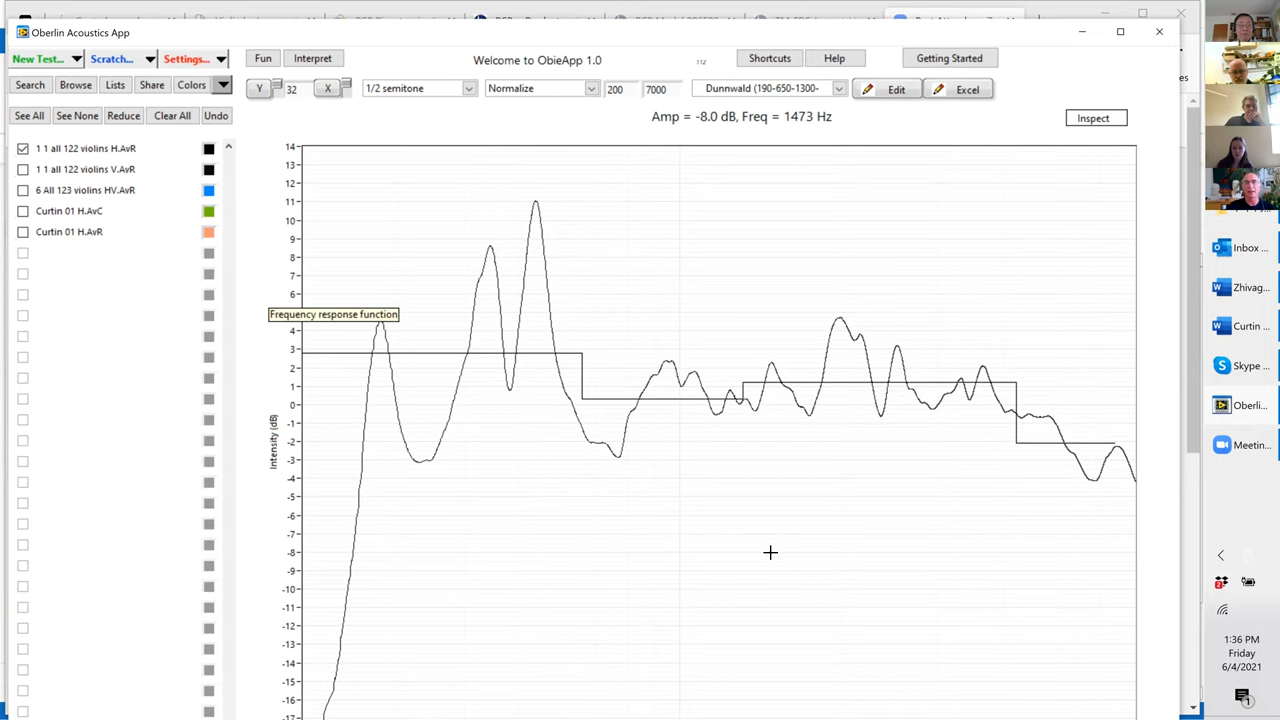 Oberlin Acoustics App
New Test...
Scratch...
Settings...
Fun
Interpret
Welcome to ObieApp 1.0
112
Shortcuts
Help
Getting Started
Search
Browse
Lists
Share
Colors
Y
32
X
1/2 semitone
Normalize
200
7000
Dunnwald (190-650-1300-
Edit
Excel
See All
See None
Reduce
Clear All
Undo
Amp = -8.0 dB, Freq = 1473 Hz
Inspect
1 1 all 122 violins H.AvR
1 1 all 122 violins V.AvR
6 All 123 violins HV.AvR
Curtin 01 H.AvC
Curtin 01 H.AvR
Frequency response function
Intensity (dB)
14
13
12
11
10
9
8
7
6
4
3
2
1
0
-1
-2
-3
-4
-5
-6
-7
-8
-9
-10
-11
-12
-13
-14
-15
-16
-17
Inbox ...
Zhivag...
Curtin ...
Skype ...
Oberli...
Meetin...
2
1:36 PM
Friday
6/4/2021
1